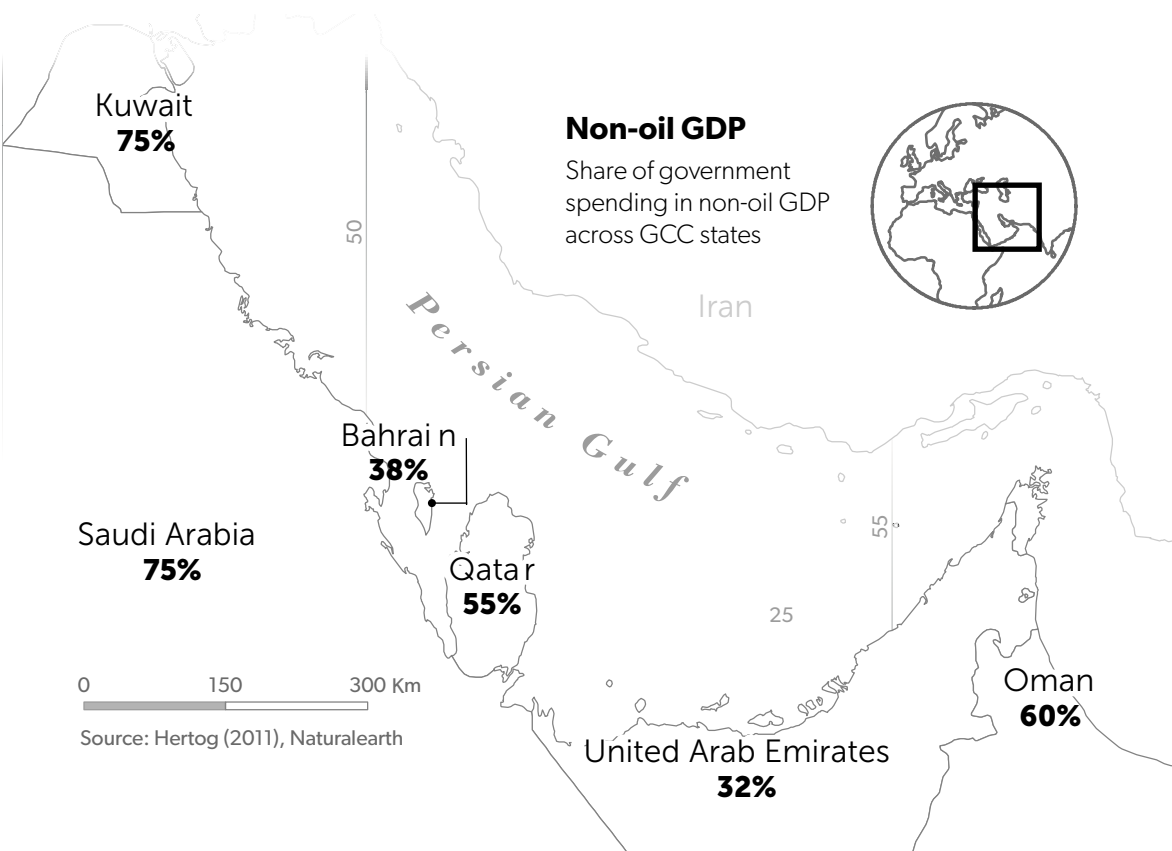 Kuwait
75%
Non-oil GDP
Share of government
spending in non-oil GDP
across GCC states
50
Iran
Persian Gulf
Bahrain
38%
Saudi Arabia
75%
Qatar
55%
55
25
0 150 300 Km
Source: Hertog (2011), Naturalearth
Oman
60%
United Arab Emirates
32%